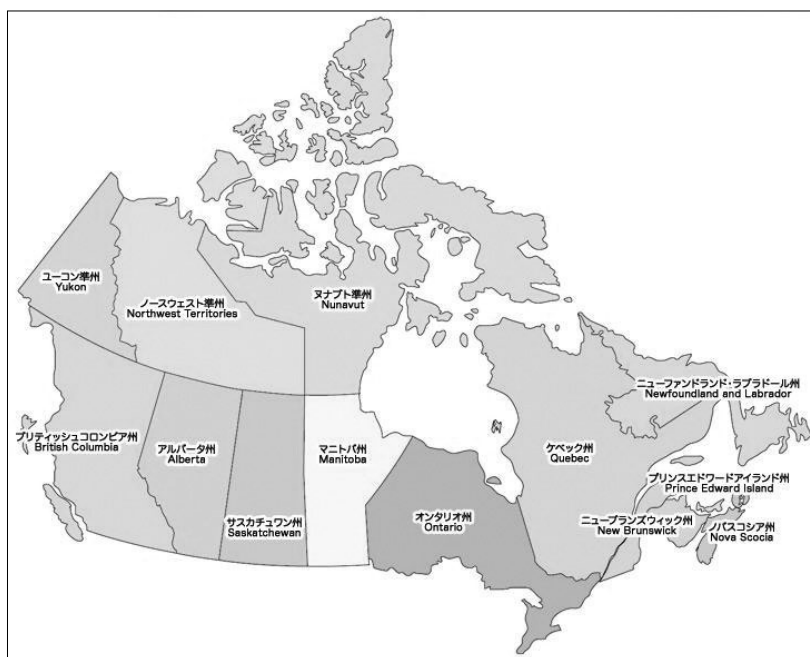 ユーコン準州
Yukon
ノースウェスト準州
Northwest Territories
ヌナブト準州
Nunavut
ニューファンドランド・ラブラドール州
Newfoundland and Labrador
ブリティッシュコロンビア州
British Columbia
アルバータ州
Alberta
マニトバ州
Manitoba
ケベック州
Quebec
プリンスエドワードアイランド州
Prince Edward Island
サスカチュワン州
Saskatchewan
オンタリオ州
Ontario
ニューブランズウィック州
New Brunswick
ノバスコシア州
Nova Scocia